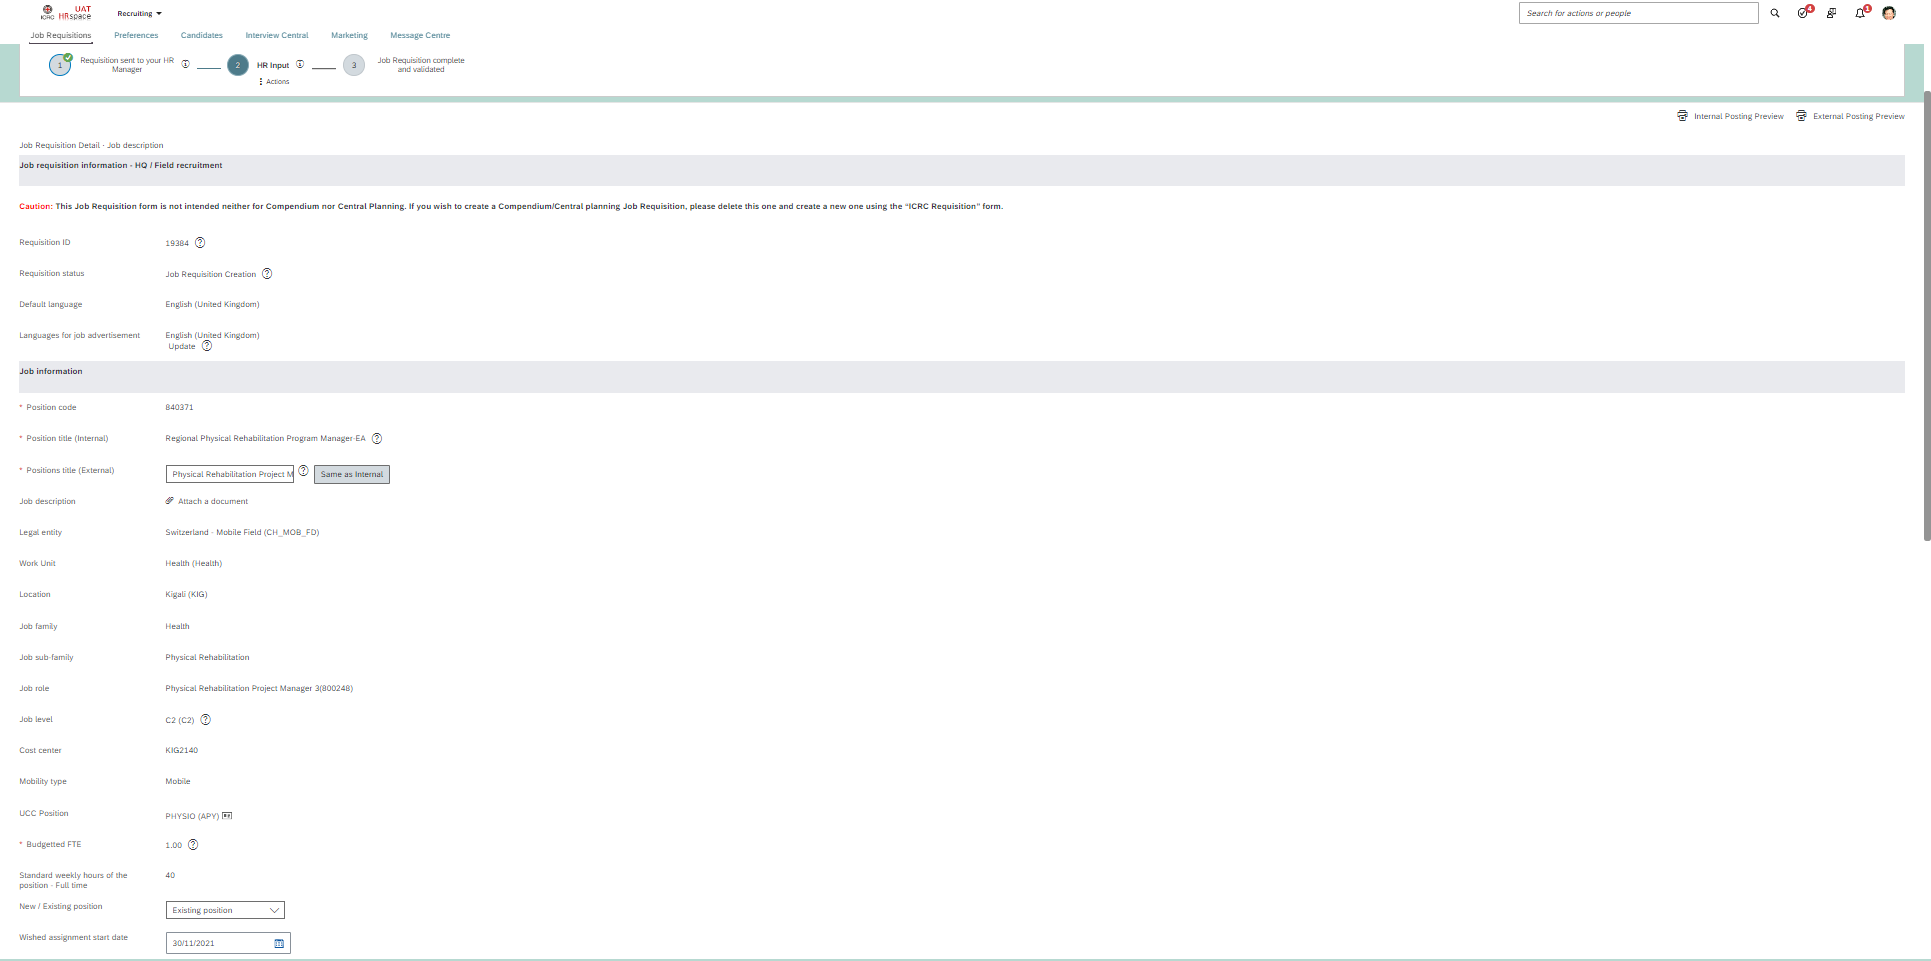 ICRC
UAT
HRspace
Recruiting
Search for actions or people
4
1
Job Requisitions
Preferences
Candidates
Interview Central
Marketing
Message Centre
1
Requisition sent to your HR
Manager
2
HR Input
Actions
3
Job Requisition complete
and validated
Internal Posting Preview
External Posting Preview
Job Requisition Detail - Job description
Job requisition information - HQ / Field recruitment
Caution: This Job Requisition form is not intended neither for Compendium nor Central Planning. If you wish to create a Compendium/Central planning Job Requisition, please delete this one and create a new one using the “ICRC Requisition” form.
Requisition ID 19384 ?
Requisition status Job Requisition Creation ?
Default language English (United Kingdom)
Languages for job advertisement English (United Kingdom)
Update ?
Job information
* Position code 840371
* Position title (Internal) Regional Physical Rehabilitation Program Manager-EA ?
* Positions title (External) Physical Rehabilitation Project M ? Same as Internal
Job description Attach a document
Legal entity Switzerland - Mobile Field (CH_MOB_FD)
Work Unit Health (Health)
Location Kigali (KIG)
Job family Health
Job sub-family Physical Rehabilitation
Job role Physical Rehabilitation Project Manager 3(800248)
Job level C2 (C2) ?
Cost center KIG2140
Mobility type Mobile
UCC Position PHYSIO (APY)
* Budgetted FTE 1.00 ?
Standard weekly hours of the 40
position - Full time
New / Existing position Existing position
Wished assignment start date 30/11/2021